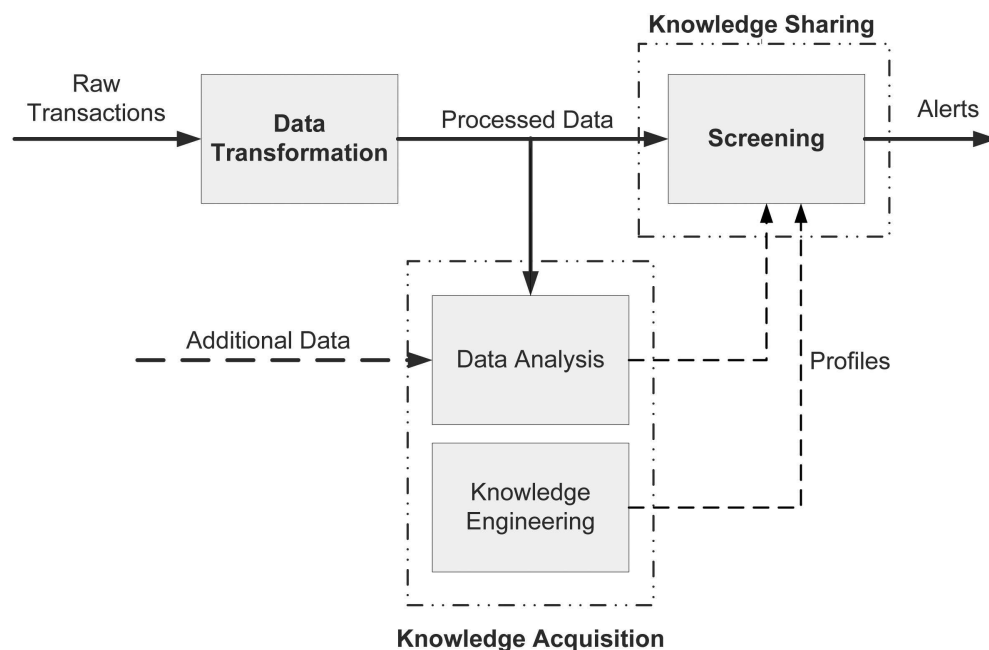 Knowledge Sharing
Raw
Transactions
Data
Transformation
Processed Data
Screening
Alerts
Additional Data
Data Analysis
Profiles
Knowledge
Engineering
Knowledge Acquisition